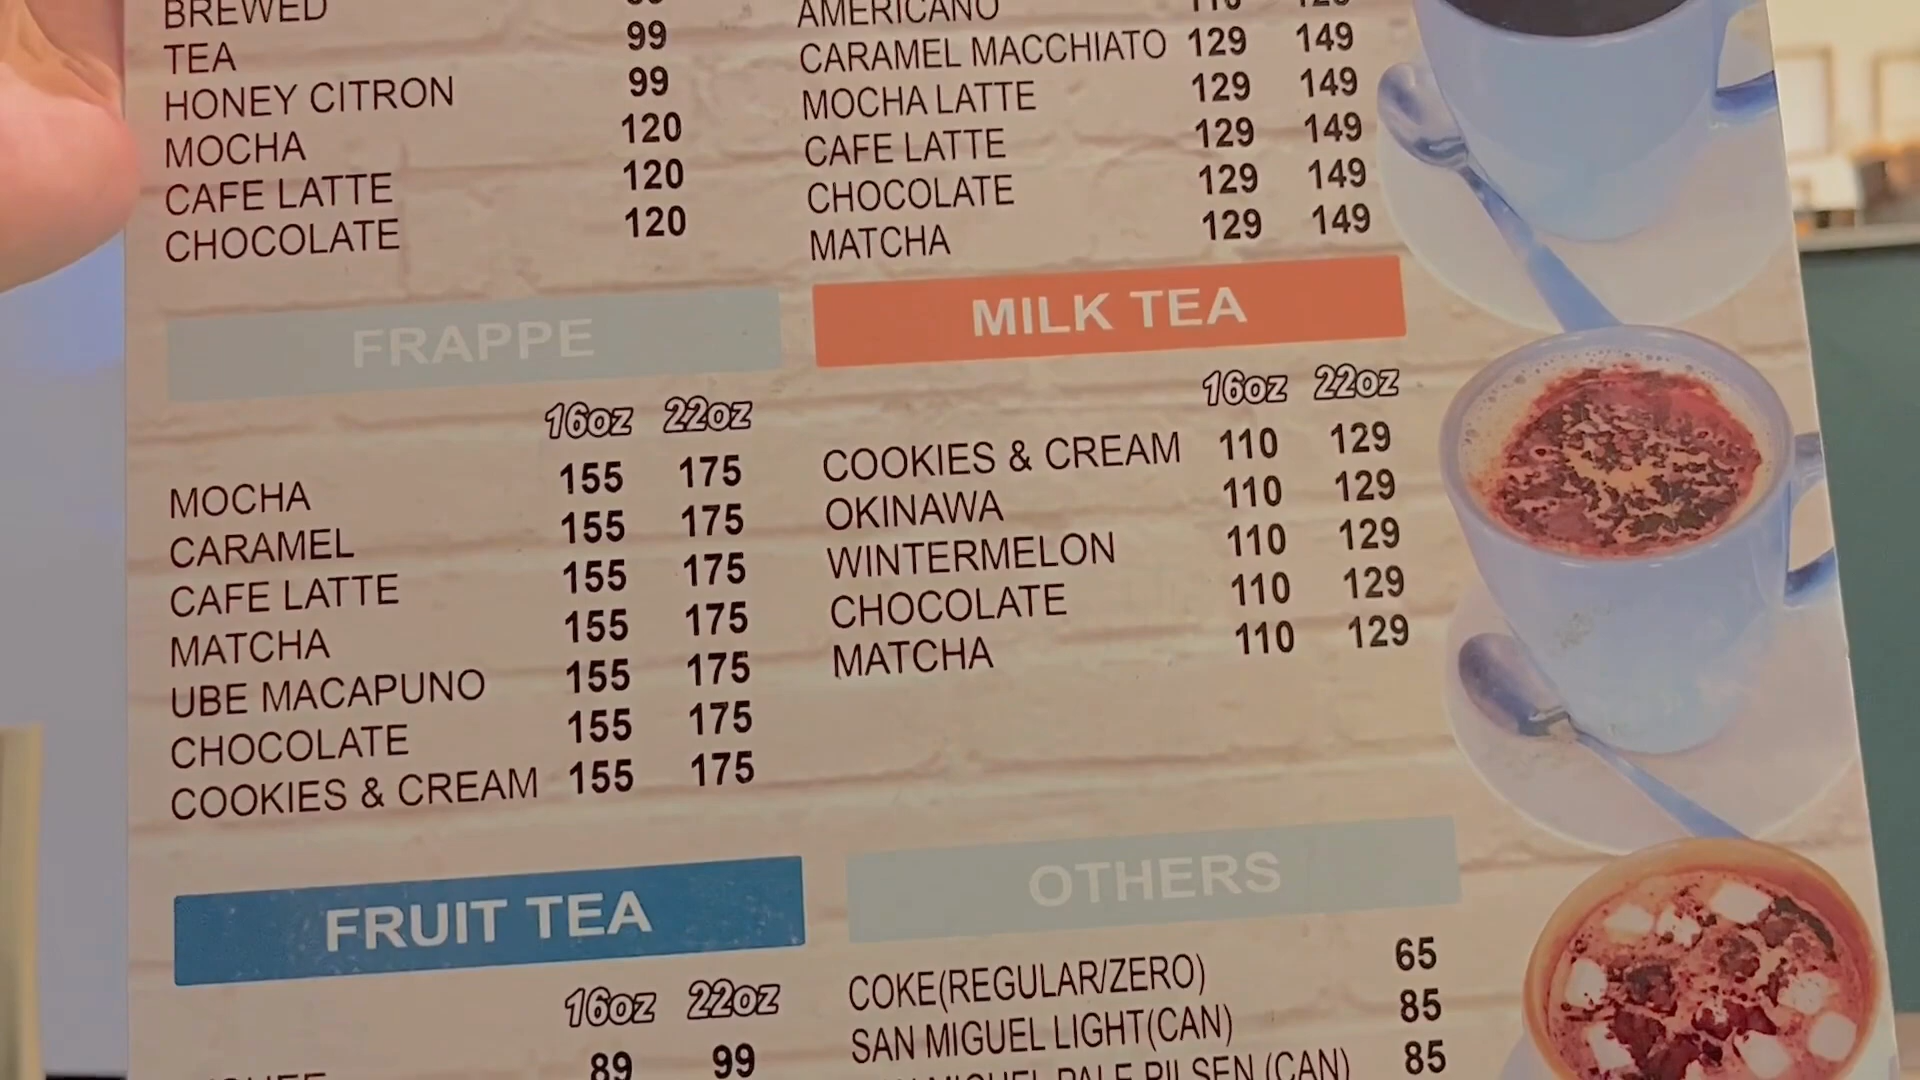 BREWED
TEA 99
HONEY CITRON 99
MOCHA 120
CAFE LATTE 120
CHOCOLATE 120
AMERICANO
CARAMEL MACCHIATO 129 149
MOCHA LATTE 129 149
CAFE LATTE 129 149
CHOCOLATE 129 149
MATCHA 129 149
FRAPPE
16oz 22oz
MOCHA 155 175
CARAMEL 155 175
CAFE LATTE 155 175
MATCHA 155 175
UBE MACAPUNO 155 175
CHOCOLATE 155 175
COOKIES & CREAM 155 175
MILK TEA
16oz 22oz
COOKIES & CREAM 110 129
OKINAWA 110 129
WINTERMELON 110 129
CHOCOLATE 110 129
MATCHA 110 129
FRUIT TEA
16oz 22oz
89 99
OTHERS
COKE(REGULAR/ZERO) 65
SAN MIGUEL LIGHT(CAN) 85
MIGUEL PALE PILSEN (CAN) 85